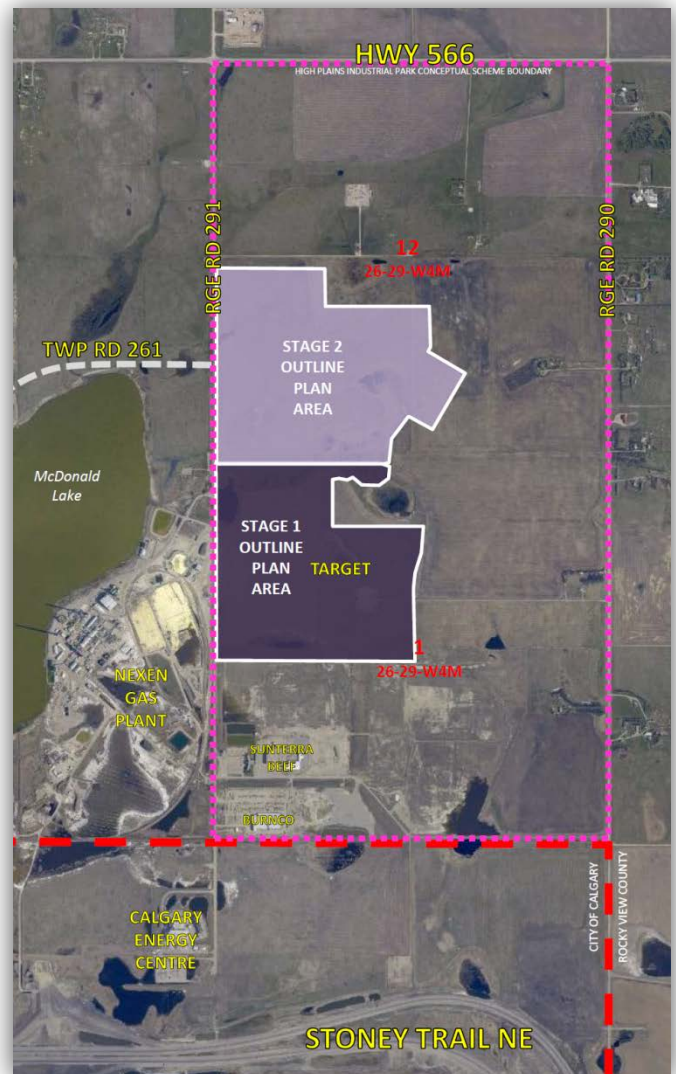 HWY 566
HIGH PLAINS INDUSTRIAL PARK CONCEPTUAL SCHEME BOUNDARY
RGE RD 291
RGE RD 290
12
26-29-W4M
TWP RD 261
STAGE 2
OUTLINE
PLAN
AREA
McDonald
Lake
STAGE 1
OUTLINE
PLAN
AREA
TARGET
1
26-29-W4M
NEXEN
GAS
PLANT
SUNTERRA
BEEF
BURNCO
CITY OF CALGARY
ROCKY VIEW COUNTY
CALGARY
ENERGY
CENTRE
STONEY TRAIL NE